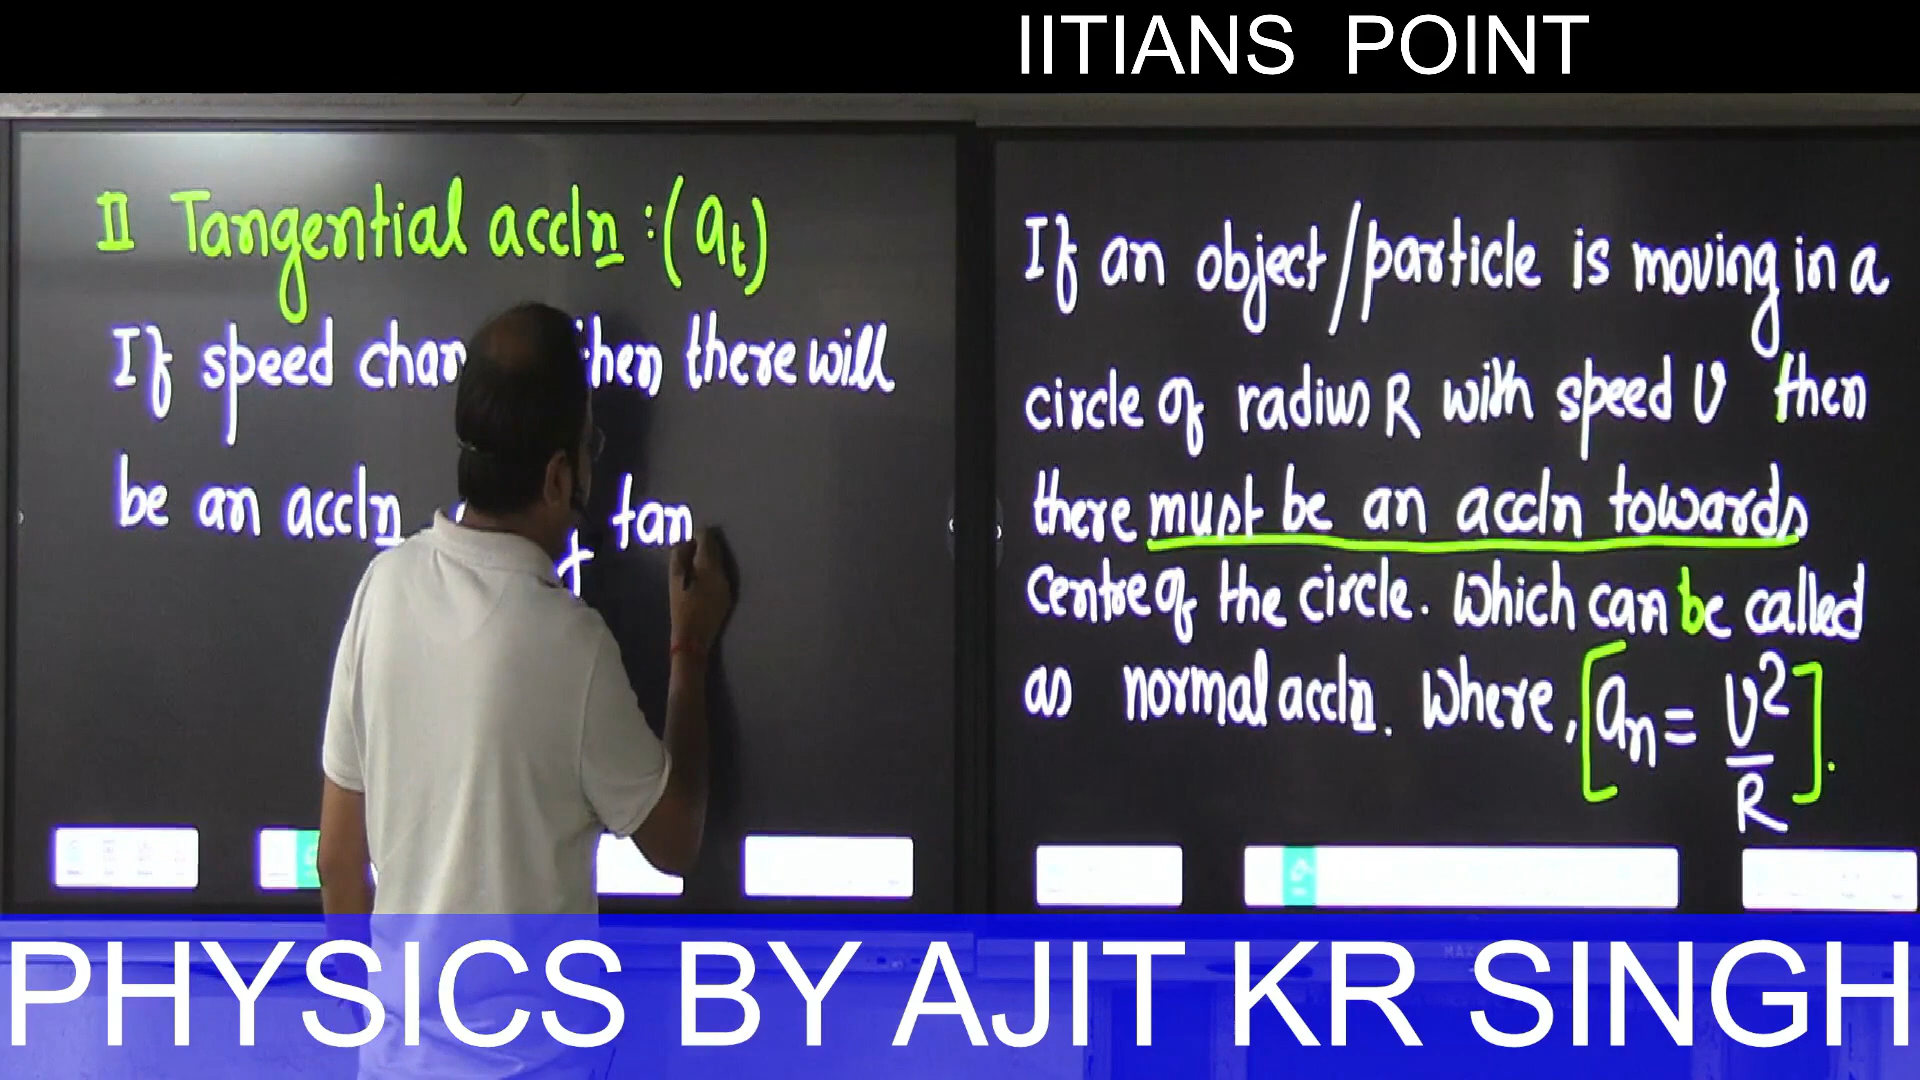 IITIANS POINT
II Tangential accln :(at)
If speed then there will
be an accln tan
If an object/particle is moving in a
circle of radius R with speed v then
there must be an accln towards
centre of the circle. Which can be called
as normal accln. Where, [an = v²/R].
PHYSICS BY AJIT KR SINGH